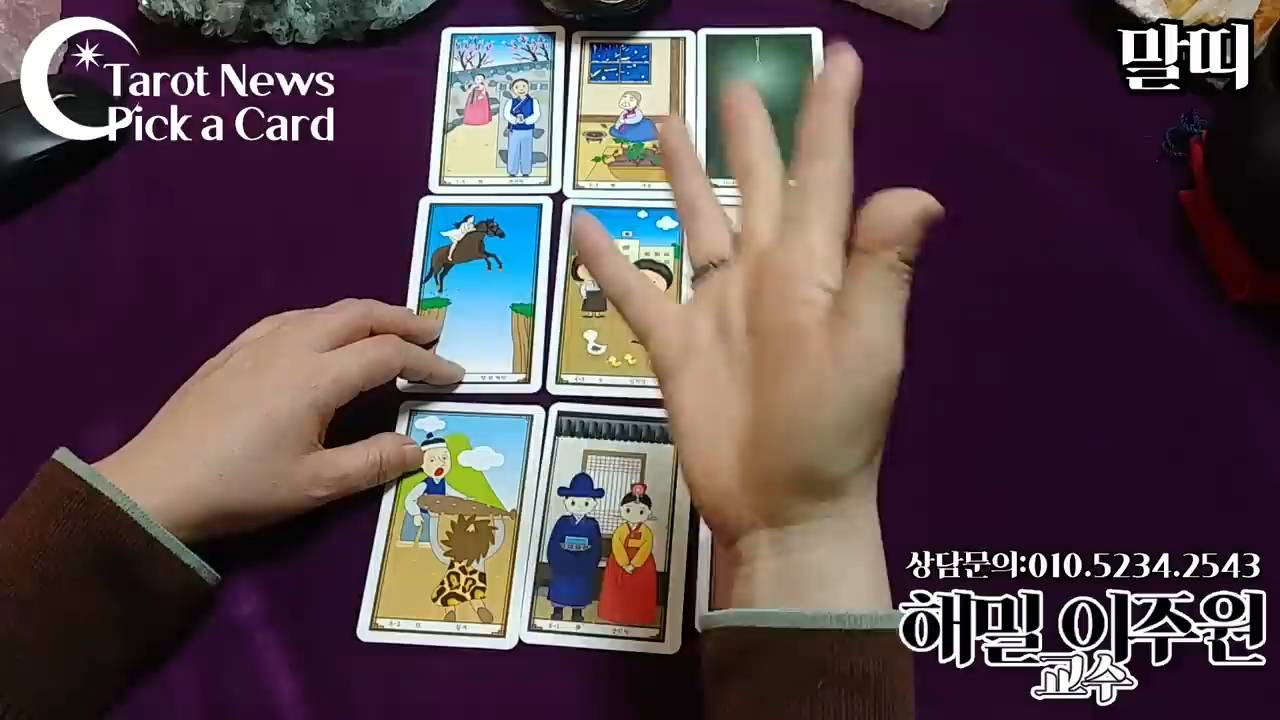 Tarot News
Pick a Card
말띠
상담문의:010.5234.2543
해밀 이주원
교수